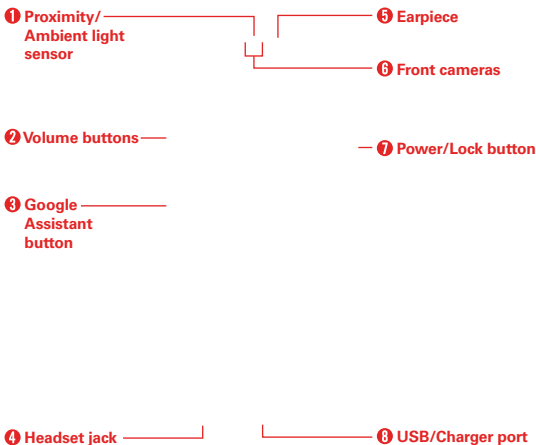 ❶ Proximity/
Ambient light
sensor
❷ Volume buttons
❸ Google
Assistant
button
❹ Headset jack
❺ Earpiece
❻ Front cameras
❼ Power/Lock button
❽ USB/Charger port